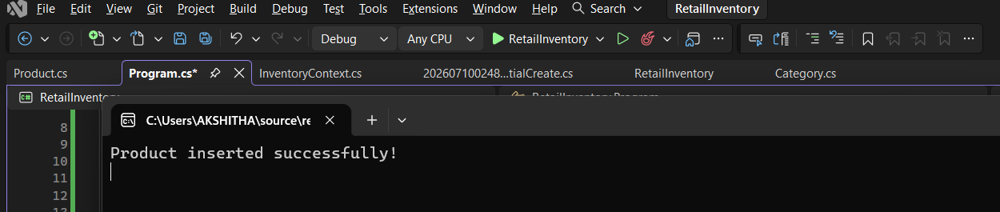 File Edit View Git Project Build Debug Test Tools Extensions Window Help Search RetailInventory
Debug Any CPU RetailInventory
Product.cs Program.cs* InventoryContext.cs 202607100248...tialCreate.cs RetailInventory Category.cs
C# RetailInventory RetailInventory.Program
C:\Users\AKSHITHA\source\re
8
Product inserted successfully!
9
10
11
12
13